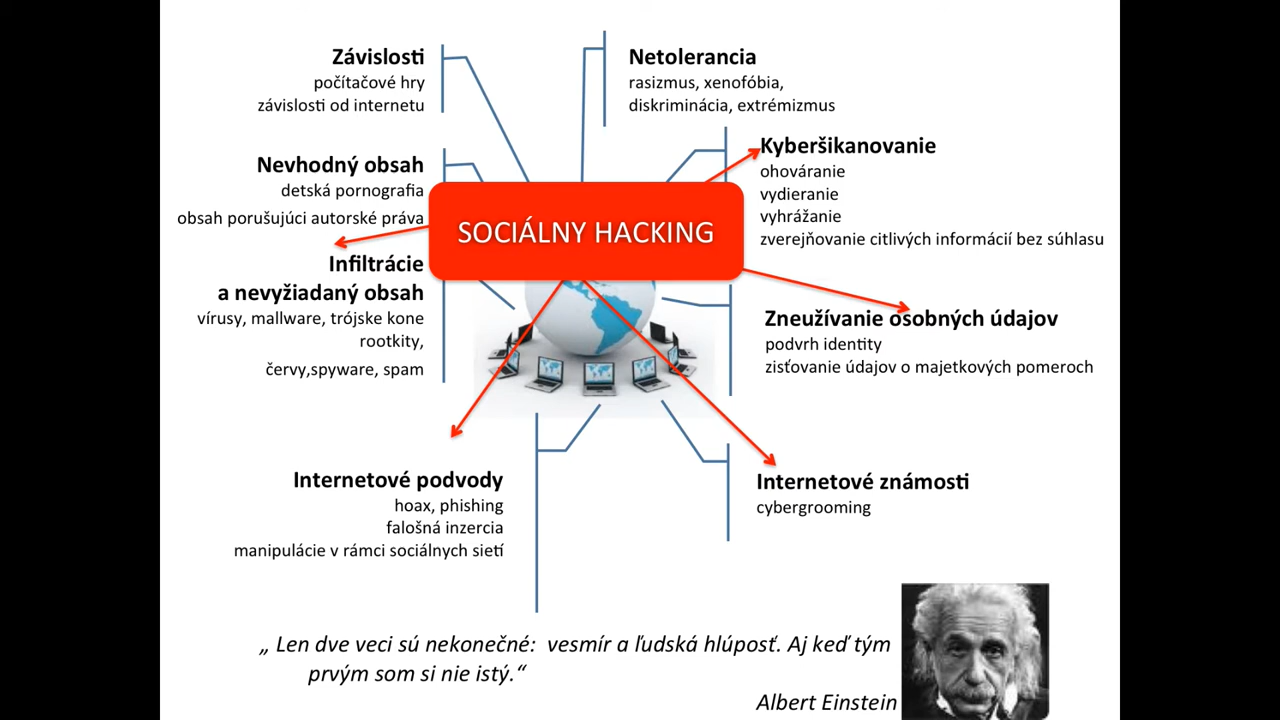 Závislosti
počítačové hry
závislosti od internetu
Netolerancia
rasizmus, xenofóbia,
diskriminácia, extrémizmus
Nevhodný obsah
detská pornografia
obsah porušujúci autorské práva
Kyberšikanovanie
ohováranie
vydieranie
vyhrážanie
zverejňovanie citlivých informácií bez súhlasu
SOCIÁLNY HACKING
Infiltrácie
a nevyžiadaný obsah
vírusy, mallware, trójske kone
rootkity,
červy,spyware, spam
Zneužívanie osobných údajov
podvrh identity
zisťovanie údajov o majetkových pomeroch
Internetové podvody
hoax, phishing
falošná inzercia
manipulácie v rámci sociálnych sietí
Internetové známosti
cybergrooming
„ Len dve veci sú nekonečné:  vesmír a ľudská hlúposť. Aj keď tým
prvým som si nie istý.“
Albert Einstein